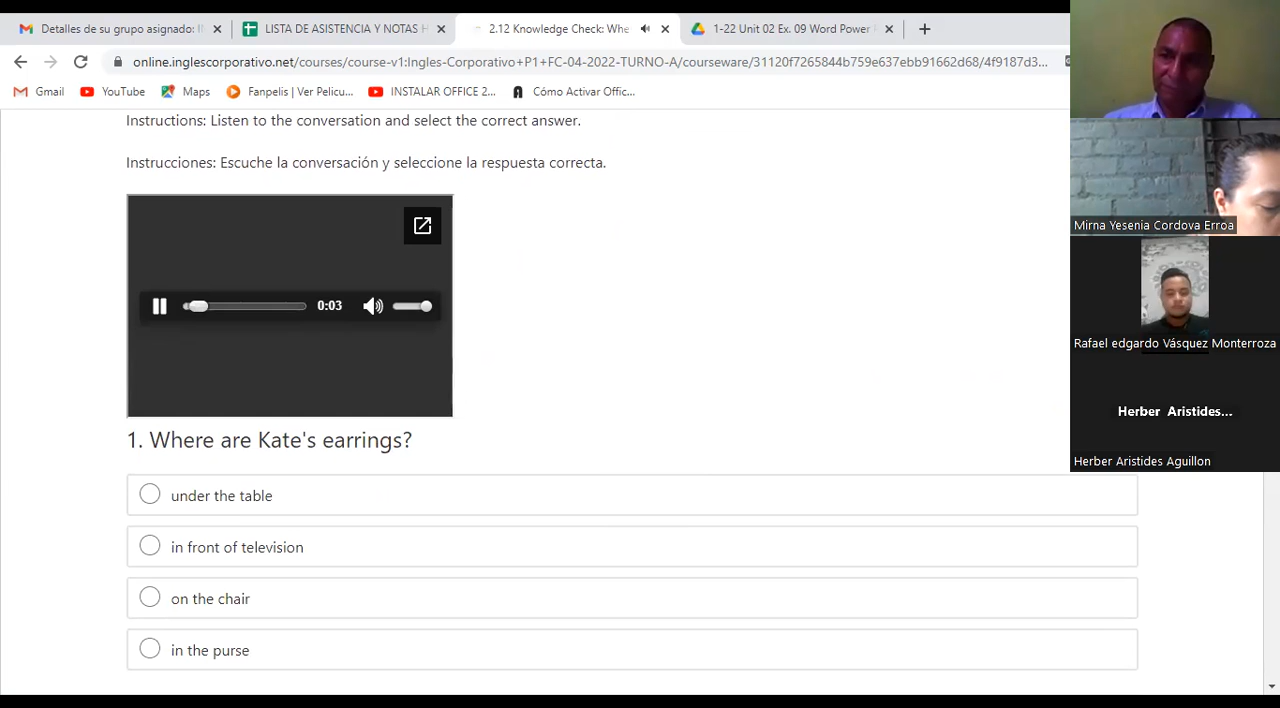 Detalles de su grupo asignado: I
LISTA DE ASISTENCIA Y NOTAS H
2.12 Knowledge Check: Whe
1-22 Unit 02 Ex. 09 Word Power
online.inglescorporativo.net/courses/course-v1:Ingles-Corporativo+P1+FC-04-2022-TURNO-A/courseware/31120f7265844b759e637ebb91662d68/4f9187d3...
Gmail
YouTube
Maps
Fanpelis | Ver Pelicu...
INSTALAR OFFICE 2...
Cómo Activar Offic...
Instructions: Listen to the conversation and select the correct answer.
Instrucciones: Escuche la conversación y seleccione la respuesta correcta.
0:03
1. Where are Kate's earrings?
under the table
in front of television
on the chair
in the purse
Mirna Yesenia Cordova Erroa
Rafael edgardo Vásquez Monterroza
Herber Aristides...
Herber Aristides Aguillon